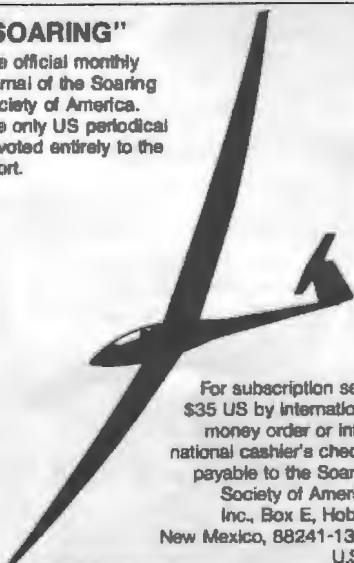 SOARING"
official monthly
nal of the Soaring
ciety of America.
only US periodical
voted entirely to the
ort.
For subscription se
$35 US by Internatio
money order or int
national cashier's chec
payable to the Soar
Society of Amer
Inc., Box E, Hob
New Mexico, 88241-13
U.S